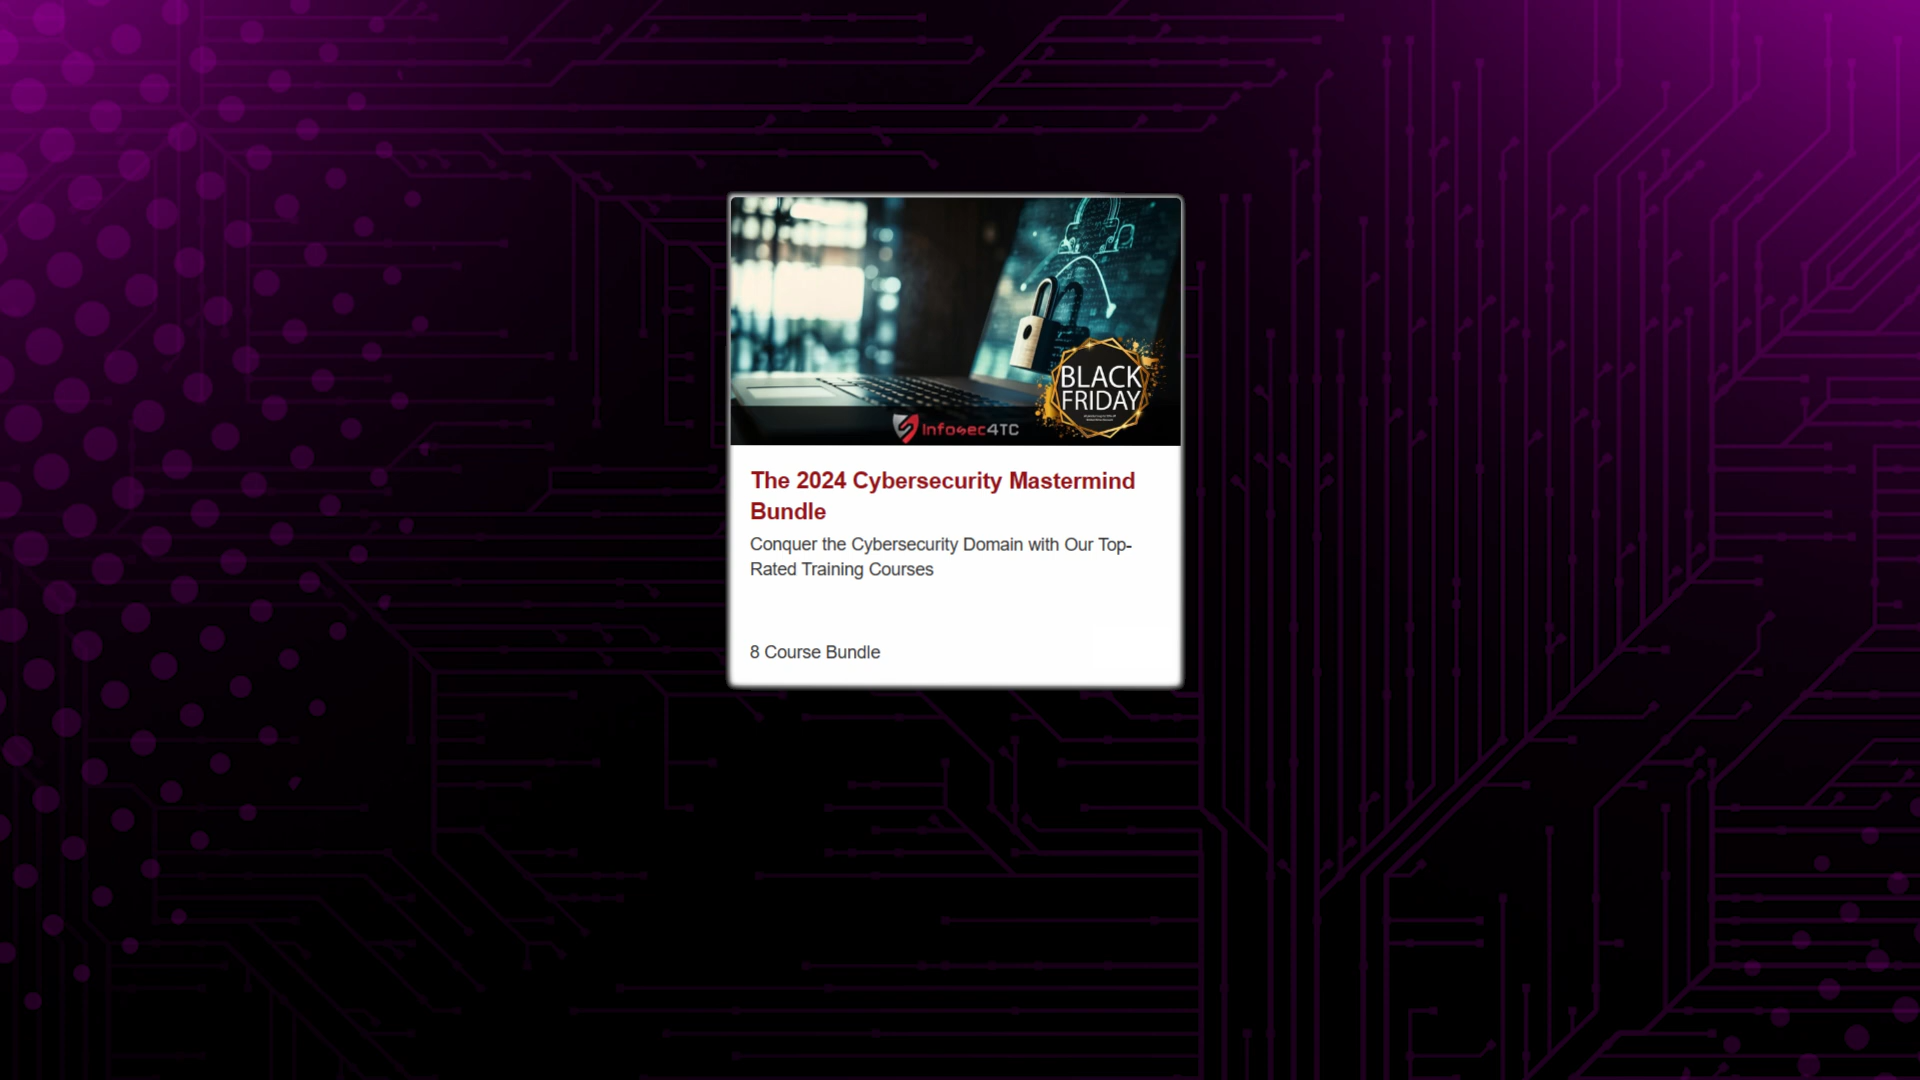 Infosec4TC
BLACK
FRIDAY
The 2024 Cybersecurity Mastermind
Bundle
Conquer the Cybersecurity Domain with Our Top-
Rated Training Courses
8 Course Bundle